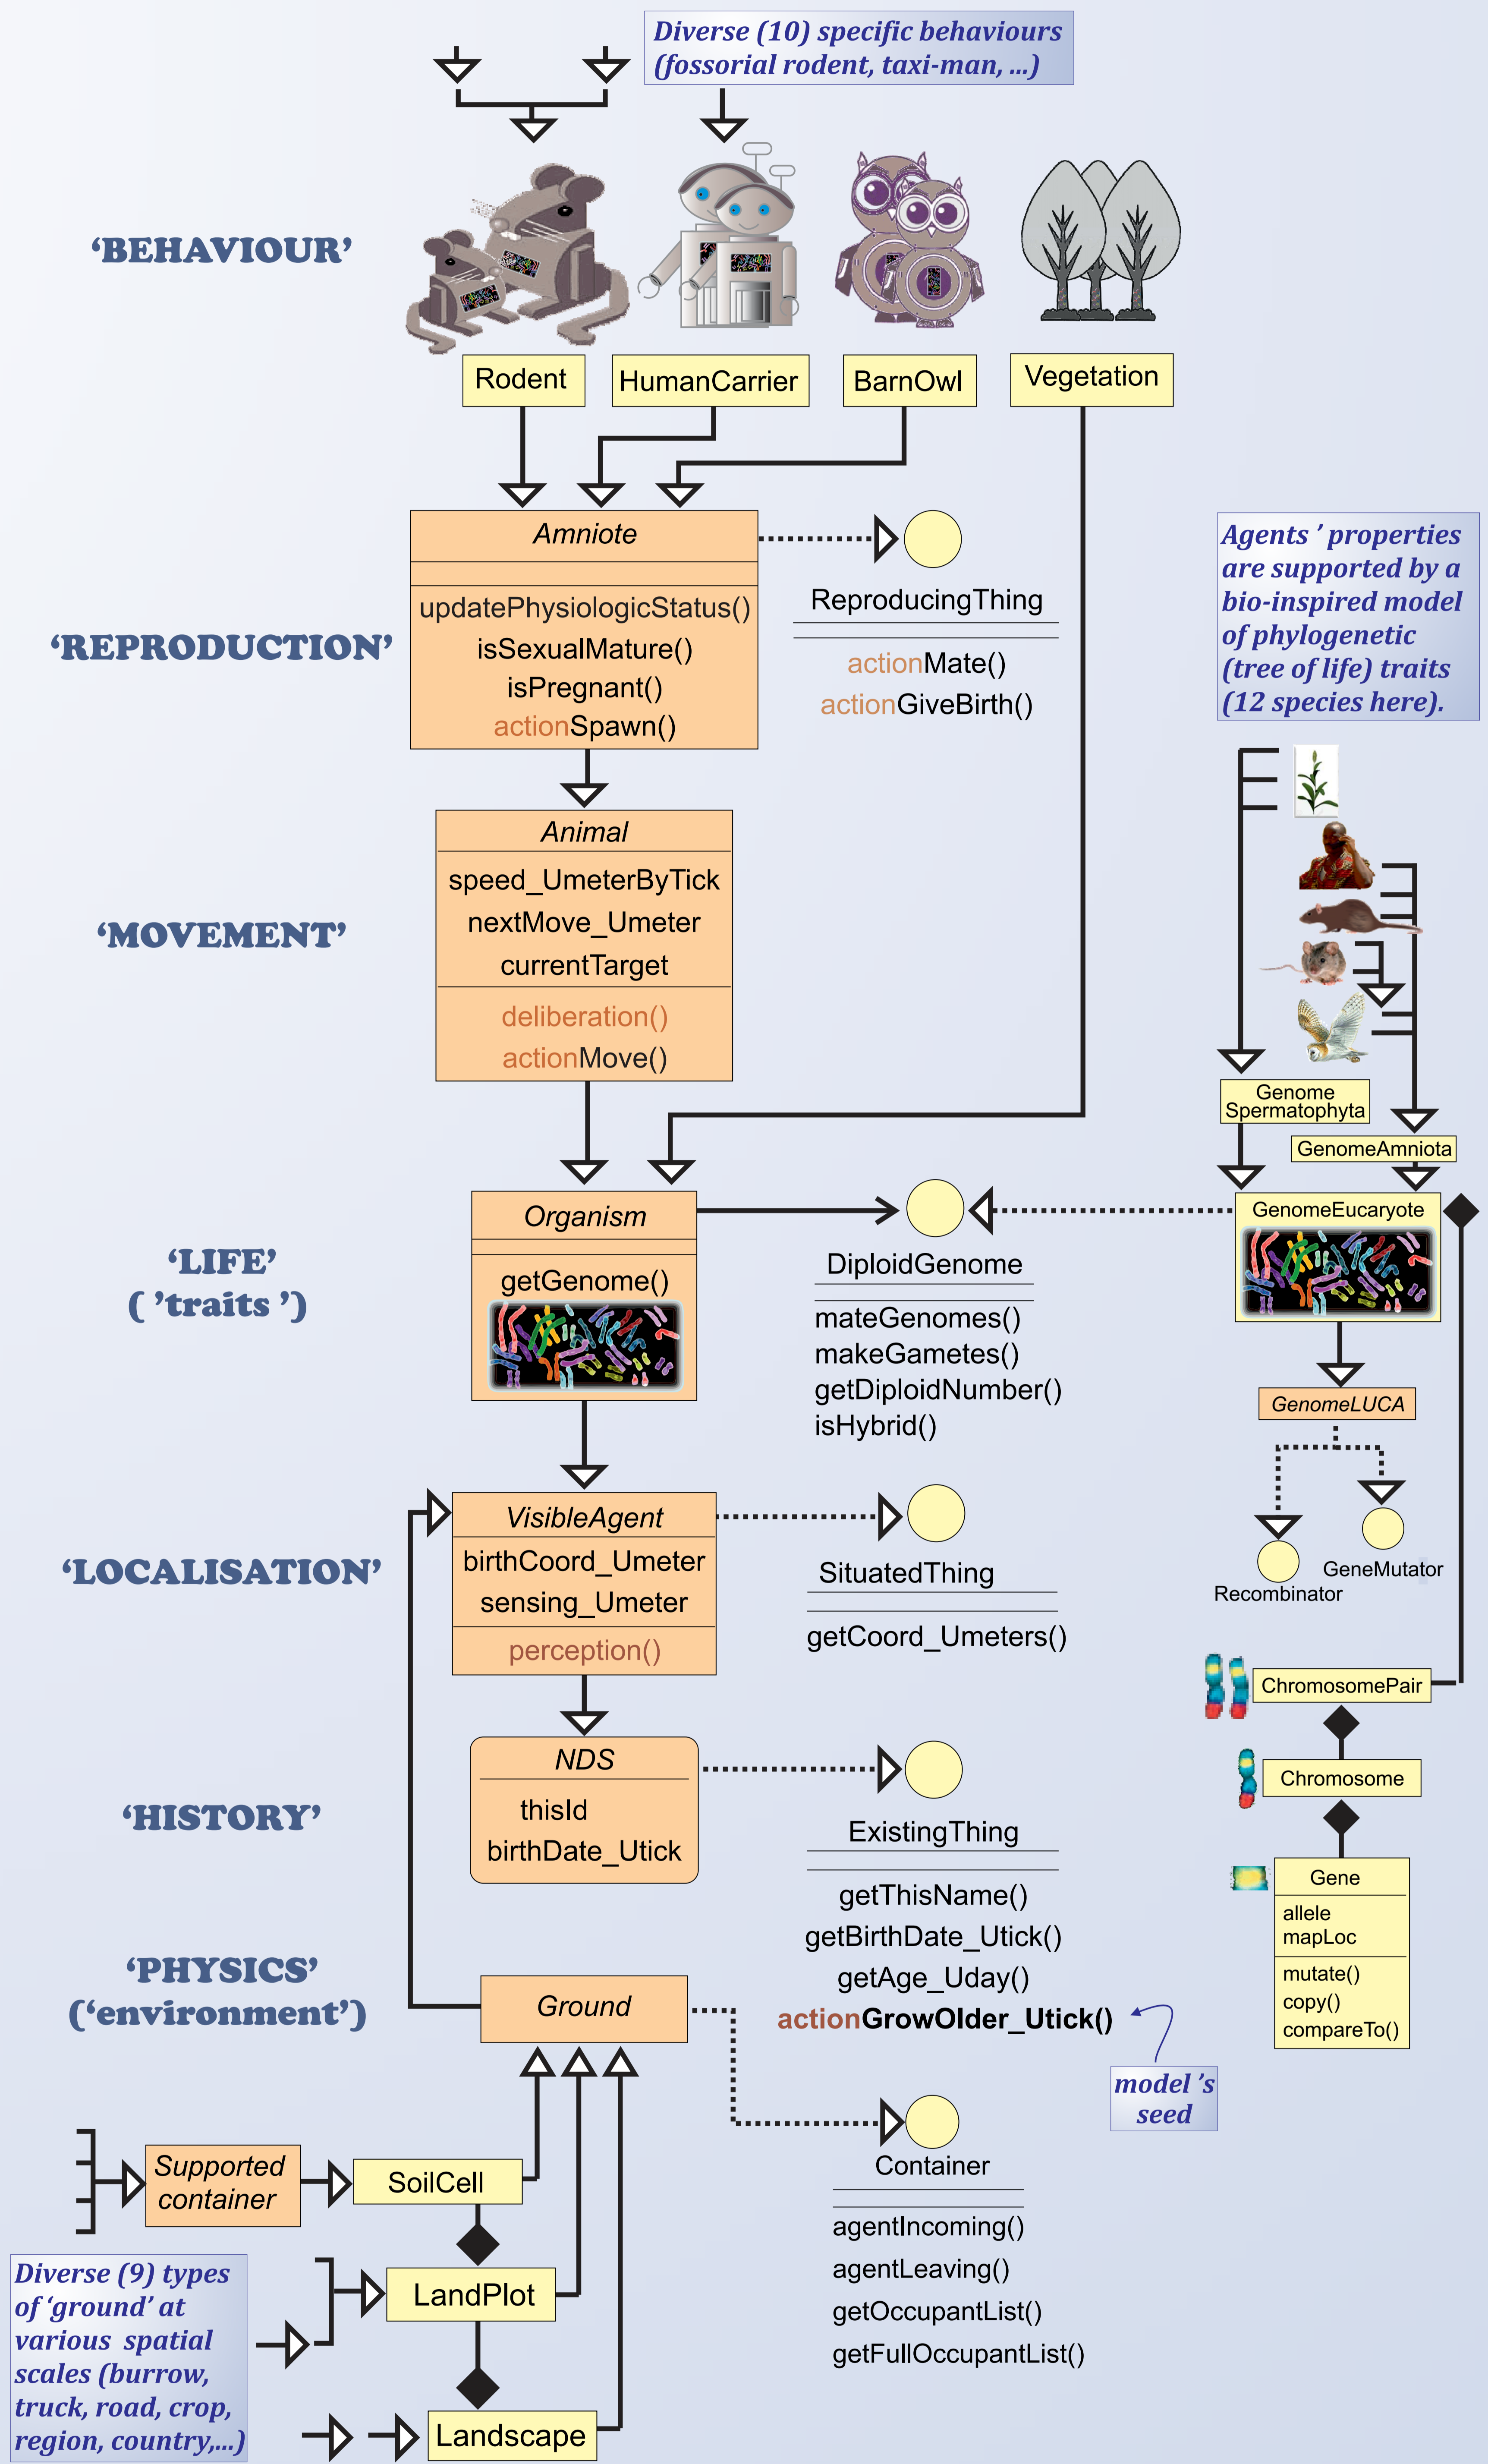 Diverse (10) specific behaviours
(fossorial rodent, taxi-man, ...)
‘BEHAVIOUR’
Rodent
HumanCarrier
BarnOwl
Vegetation
‘REPRODUCTION’
Amniote
updatePhysiologicStatus()
isSexualMature()
isPregnant()
actionSpawn()
ReproducingThing
actionMate()
actionGiveBirth()
Agents ’ properties
are supported by a
bio-inspired model
of phylogenetic
(tree of life) traits
(12 species here).
‘MOVEMENT’
Animal
speed_UmeterByTick
nextMove_Umeter
currentTarget
deliberation()
actionMove()
Genome
Spermatophyta
GenomeAmniota
‘LIFE’
( ’traits ’)
Organism
getGenome()
DiploidGenome
mateGenomes()
makeGametes()
getDiploidNumber()
isHybrid()
GenomeEucaryote
GenomeLUCA
Recombinator
GeneMutator
‘LOCALISATION’
VisibleAgent
birthCoord_Umeter
sensing_Umeter
perception()
SituatedThing
getCoord_Umeters()
ChromosomePair
Chromosome
Gene
allele
mapLoc
mutate()
copy()
compareTo()
‘HISTORY’
NDS
thisId
birthDate_Utick
ExistingThing
getThisName()
getBirthDate_Utick()
getAge_Uday()
actionGrowOlder_Utick()
model ’s
seed
‘PHYSICS’
(‘environment’)
Ground
Container
agentIncoming()
agentLeaving()
getOccupantList()
getFullOccupantList()
Supported
container
SoilCell
LandPlot
Landscape
Diverse (9) types
of ‘ground’ at
various spatial
scales (burrow,
truck, road, crop,
region, country,...)